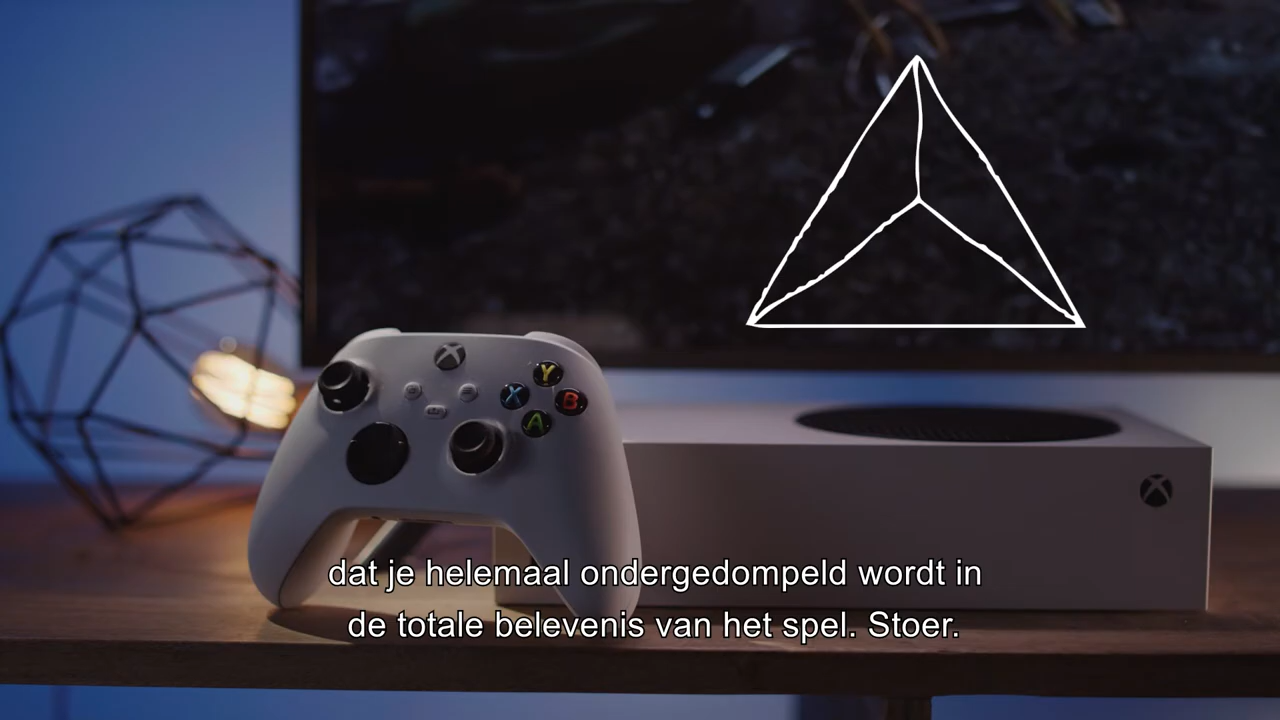 Y
X
B
A
dat je helemaal ondergedompeld wordt in
de totale belevenis van het spel. Stoer.